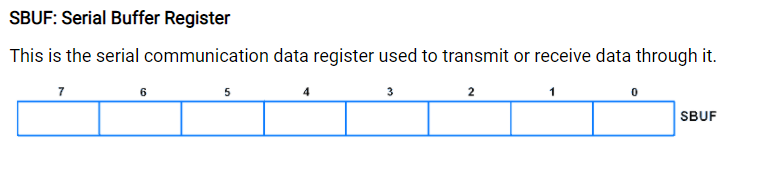 SBUF: Serial Buffer Register
This is the serial communication data register used to transmit or receive data through it.
7 6 5 4 3 2 1 0
SBUF